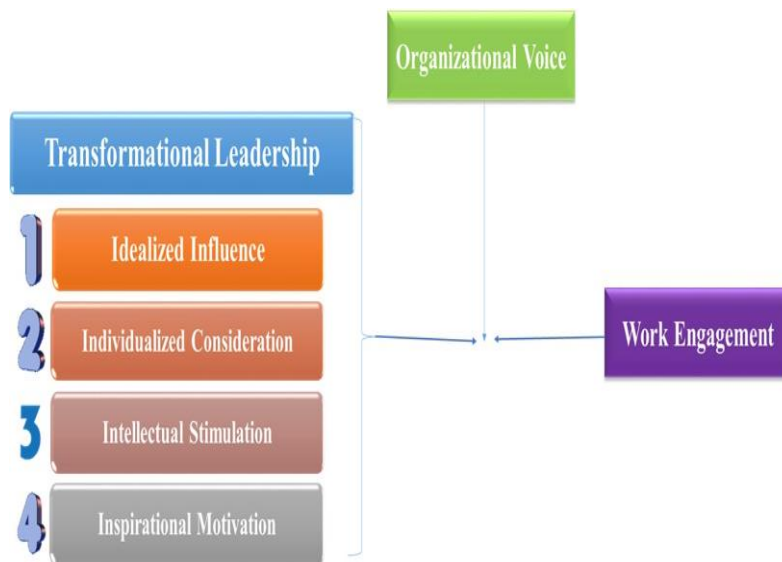 Organizational Voice
Transformational Leadership
1 Idealized Influence
2 Individualized Consideration
Work Engagement
3 Intellectual Stimulation
4 Inspirational Motivation